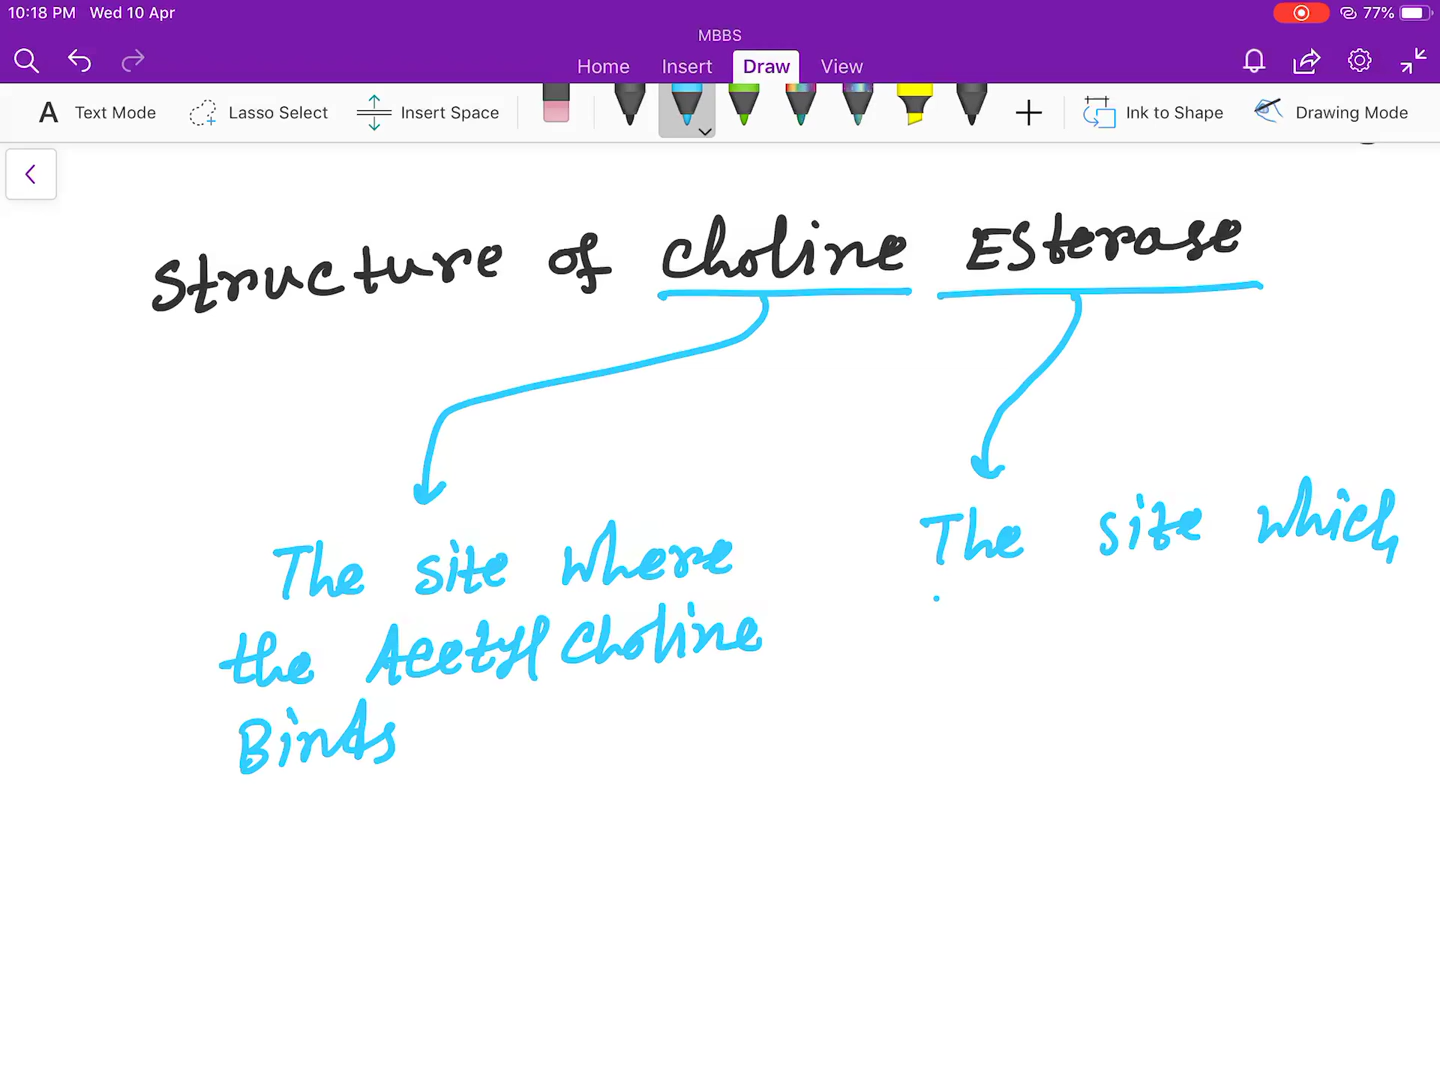 10:18 PM Wed 10 Apr
77%
MBBS
Home Insert Draw View
A Text Mode Lasso Select Insert Space Ink to Shape Drawing Mode
Structure of Choline Esterase
The site where
the Acetyl choline
Binds
The site which